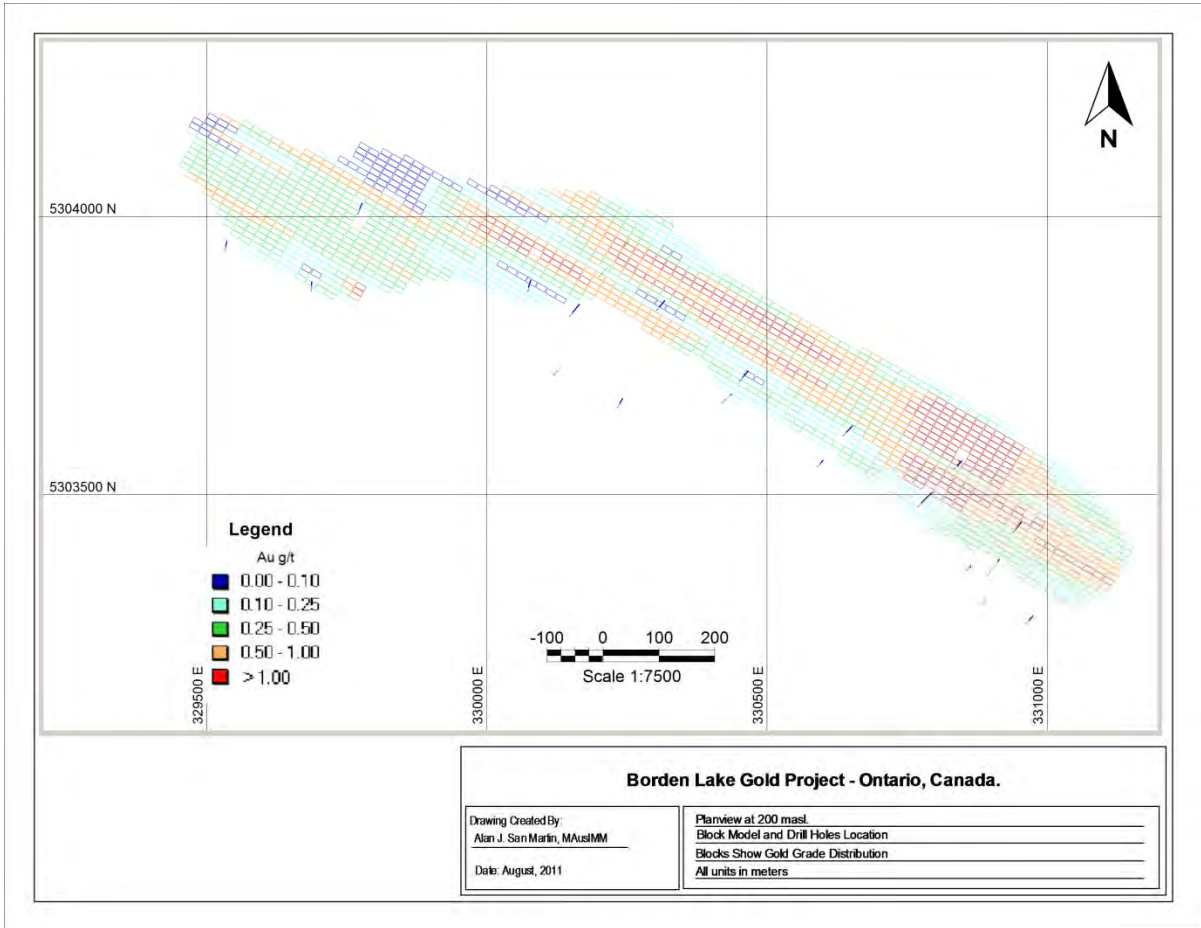 N
5304000 N
5303500 N
Legend
Au g/t
0.00 - 0.10
0.10 - 0.25
0.25 - 0.50
0.50 - 1.00
> 1.00
-100 0 100 200
Scale 1:7500
329500 E
330000 E
330500 E
331000 E
Borden Lake Gold Project - Ontario, Canada.
Drawing Created By:
Alan J. San Martin, MAusIMM
Date: August, 2011
Planview at 200 masl.
Block Model and Drill Holes Location
Blocks Show Gold Grade Distribution
All units in meters